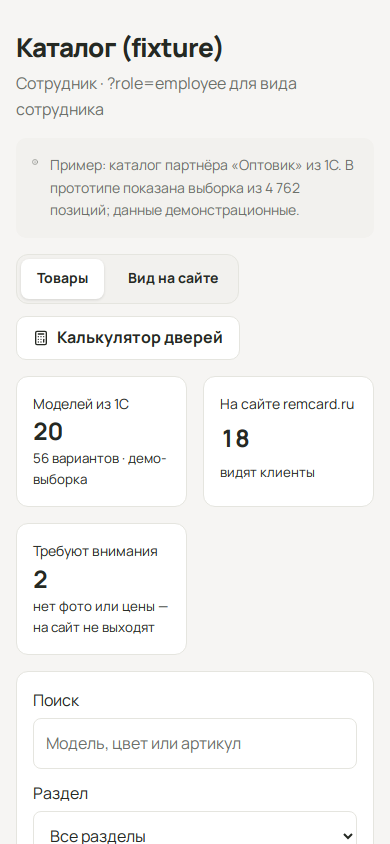 Каталог (fixture)
Сотрудник · ?role=employee для вида
сотрудника
Пример: каталог партнёра «Оптовик» из 1С. В
прототипе показана выборка из 4 762
позиций; данные демонстрационные.
Товары
Вид на сайте
Калькулятор дверей
Моделей из 1С
20
56 вариантов · демо-
выборка
На сайте remcard.ru
18
видят клиенты
Требуют внимания
2
нет фото или цены —
на сайт не выходят
Поиск
Модель, цвет или артикул
Раздел
Все разделы